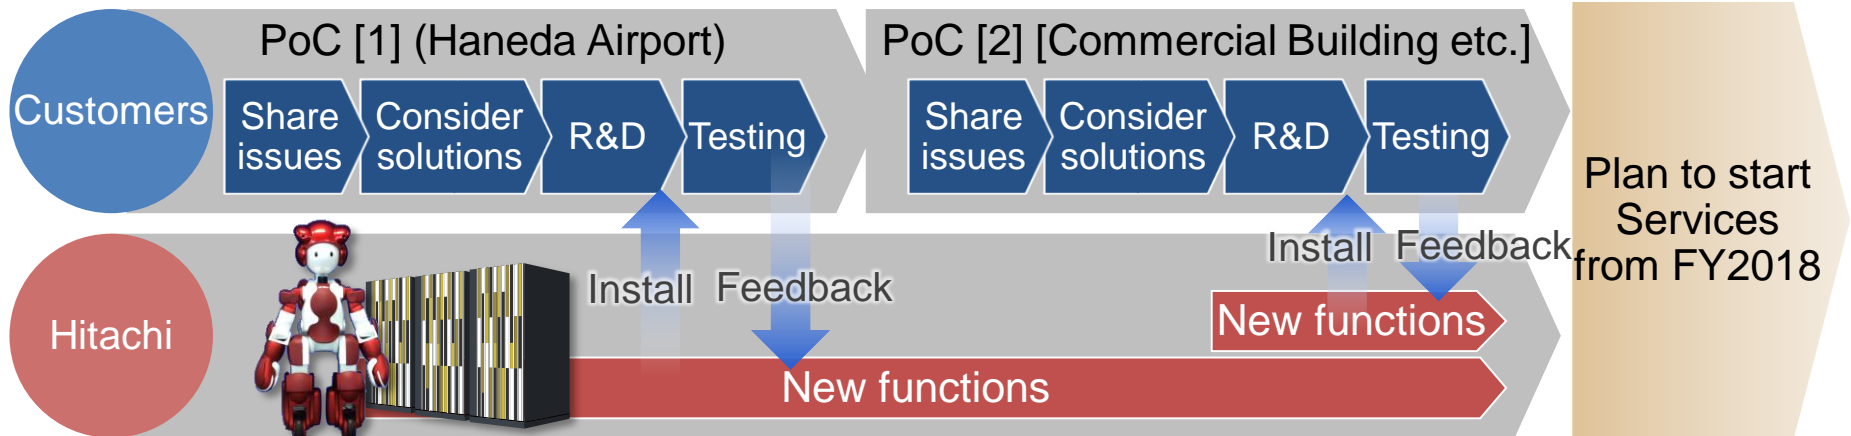 PoC [1] (Haneda Airport)
PoC [2] [Commercial Building etc.]
Customers
Share
issues
Consider
solutions
R&D
Testing
Share
issues
Consider
solutions
R&D
Testing
Plan to start
Services
from FY2018
Install
Feedback
Install
Feedback
Hitachi
New functions
New functions